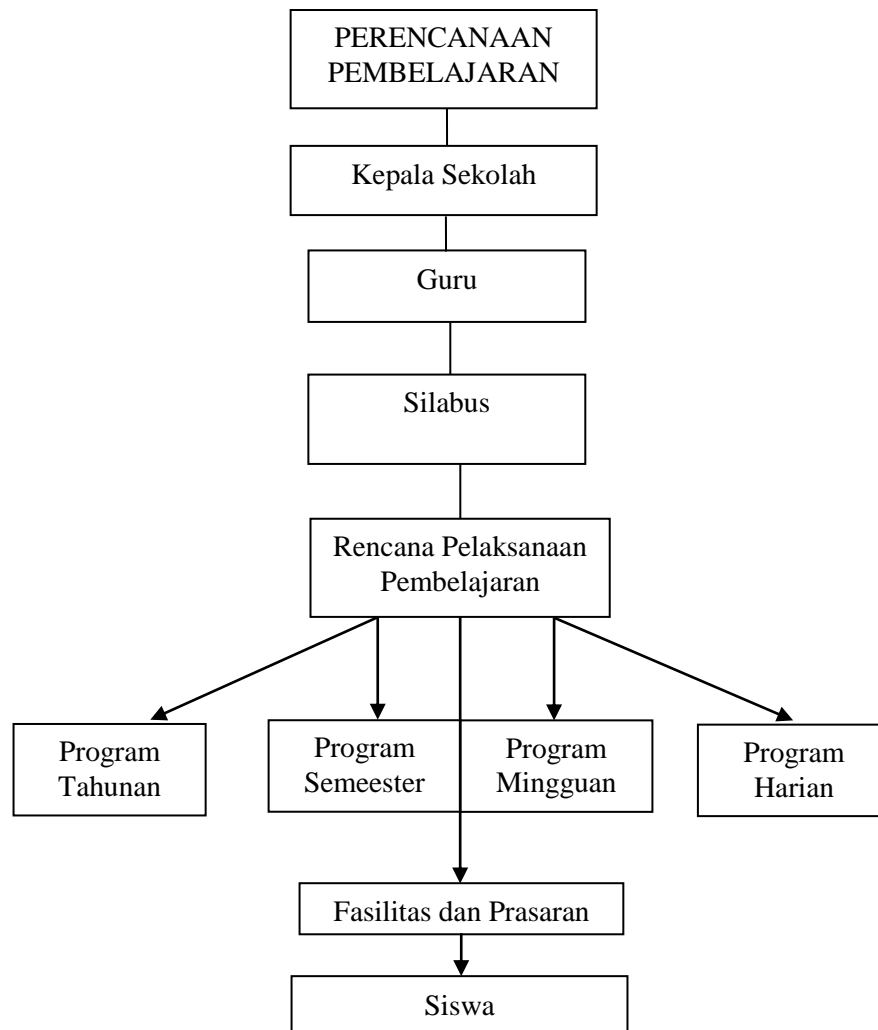 PERENCANAAN
PEMBELAJARAN
Kepala Sekolah
Guru
Silabus
Rencana Pelaksanaan
Pembelajaran
Program
Tahunan
Program
Semeester
Program
Mingguan
Program
Harian
Fasilitas dan Prasaran
Siswa